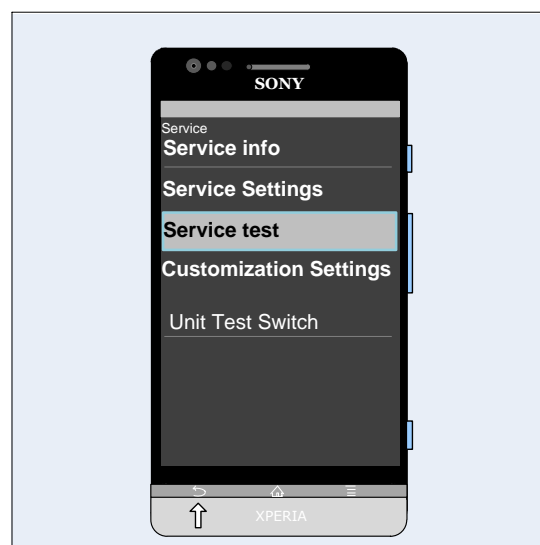 SONY
Service
Service info
Service Settings
Service test
Customization Settings
Unit Test Switch
XPERIA